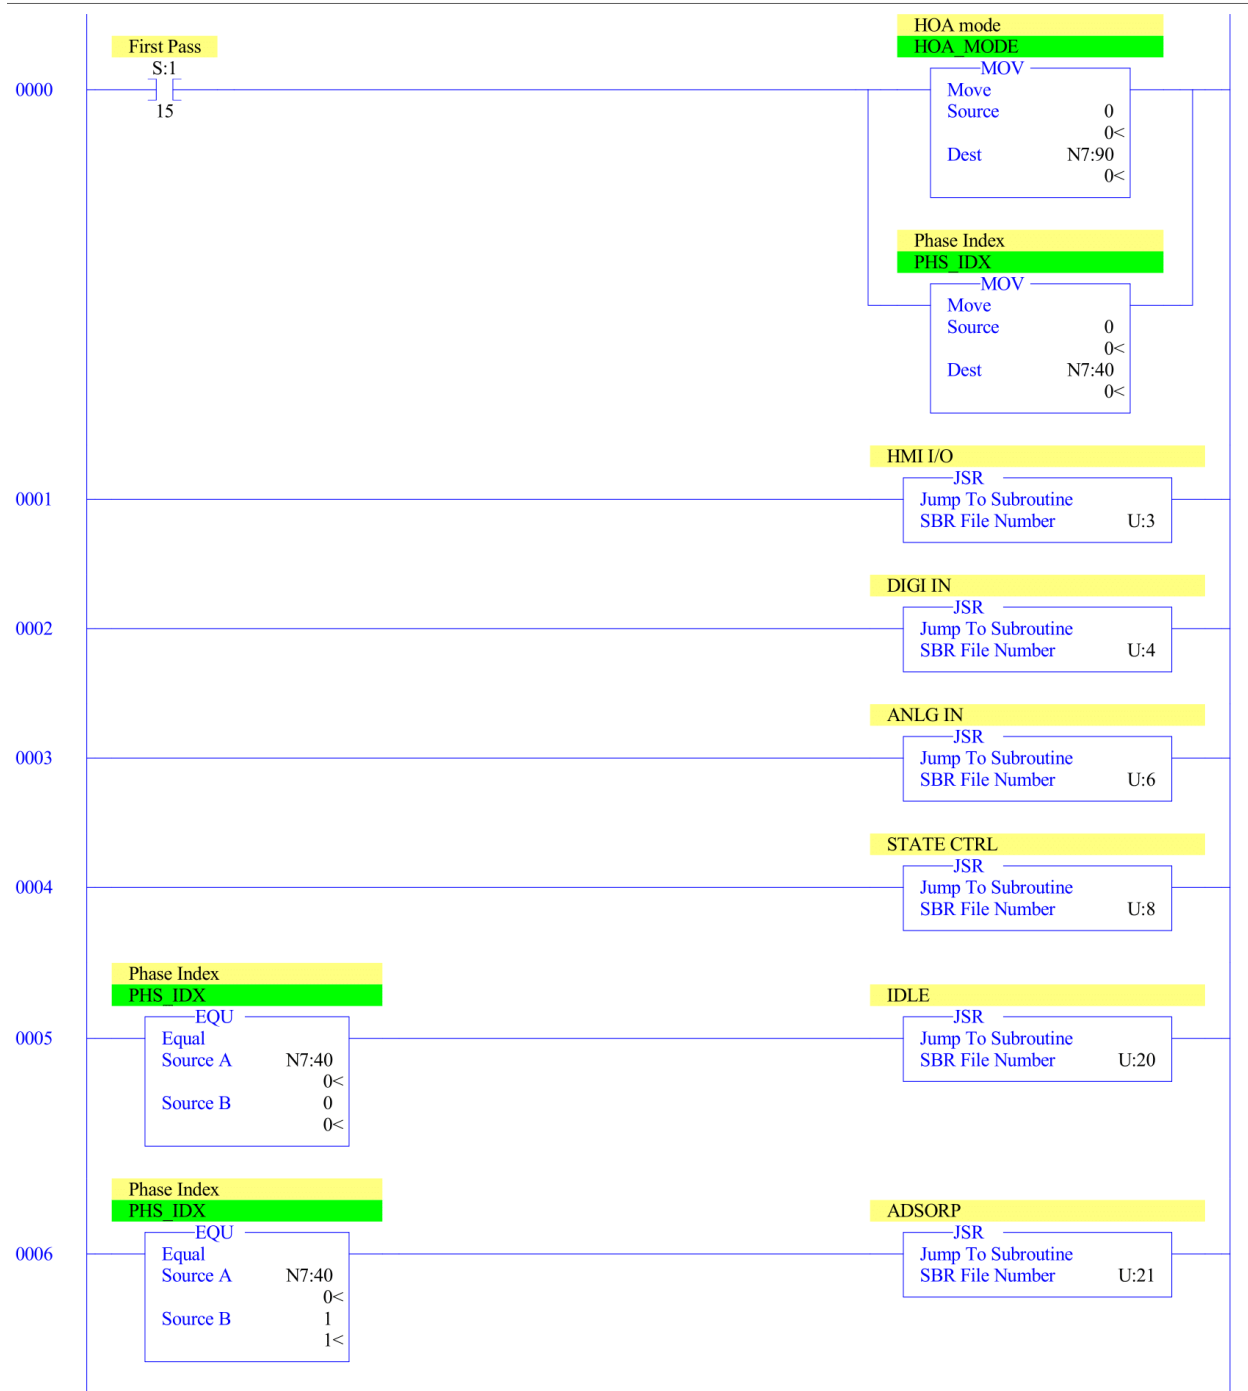 First Pass
S:1
15
0000
HOA mode
HOA_MODE
MOV
Move
Source 0
0<
Dest N7:90
0<
Phase Index
PHS_IDX
MOV
Move
Source 0
0<
Dest N7:40
0<
HMI I/O
0001
JSR
Jump To Subroutine
SBR File Number U:3
DIGI IN
0002
JSR
Jump To Subroutine
SBR File Number U:4
ANLG IN
0003
JSR
Jump To Subroutine
SBR File Number U:6
STATE CTRL
0004
JSR
Jump To Subroutine
SBR File Number U:8
Phase Index
PHS_IDX
0005
EQU
Equal
Source A N7:40
0<
Source B 0
0<
IDLE
JSR
Jump To Subroutine
SBR File Number U:20
Phase Index
PHS_IDX
0006
EQU
Equal
Source A N7:40
0<
Source B 1
1<
ADSORP
JSR
Jump To Subroutine
SBR File Number U:21